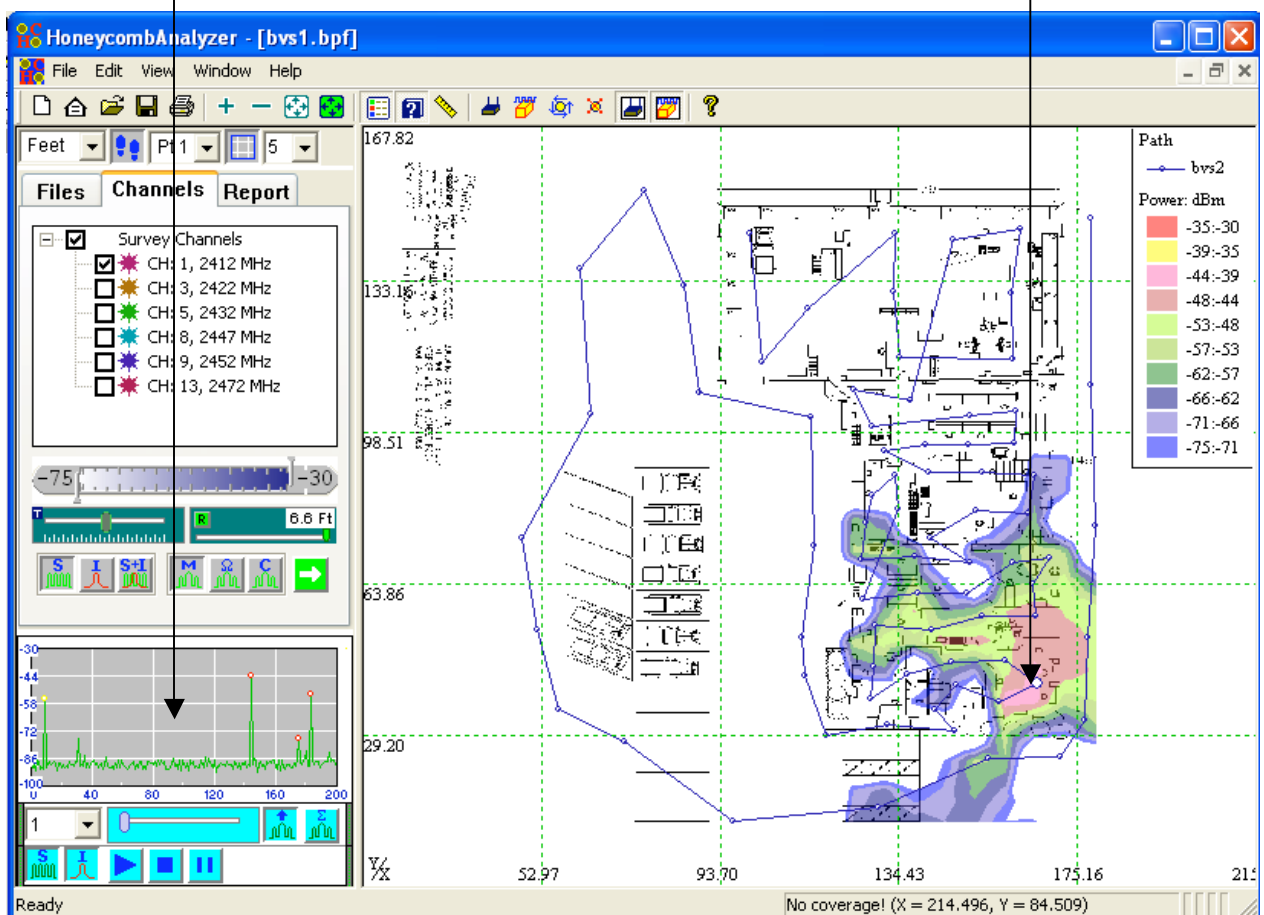 HoneycombAnalyzer - [bvs1.bpf]
File Edit View Window Help
Feet Pt 1 5
Files Channels Report
Survey Channels
CH: 1, 2412 MHz
CH: 3, 2422 MHz
CH: 5, 2432 MHz
CH: 8, 2447 MHz
CH: 9, 2452 MHz
CH: 13, 2472 MHz
-75 -30
T R 6.6 Ft
S I S+I M Ω C
-30
-44
-58
-72
-86
-100
0 40 80 120 160 200
1 Σ
S I
167.82
133.16
98.51
63.86
29.20
Y/X 52.97 93.70 134.43 175.16 215
Path
bvs2
Power: dBm
-35:-30
-39:-35
-44:-39
-48:-44
-53:-48
-57:-53
-62:-57
-66:-62
-71:-66
-75:-71
Ready No coverage! (X = 214.496, Y = 84.509)